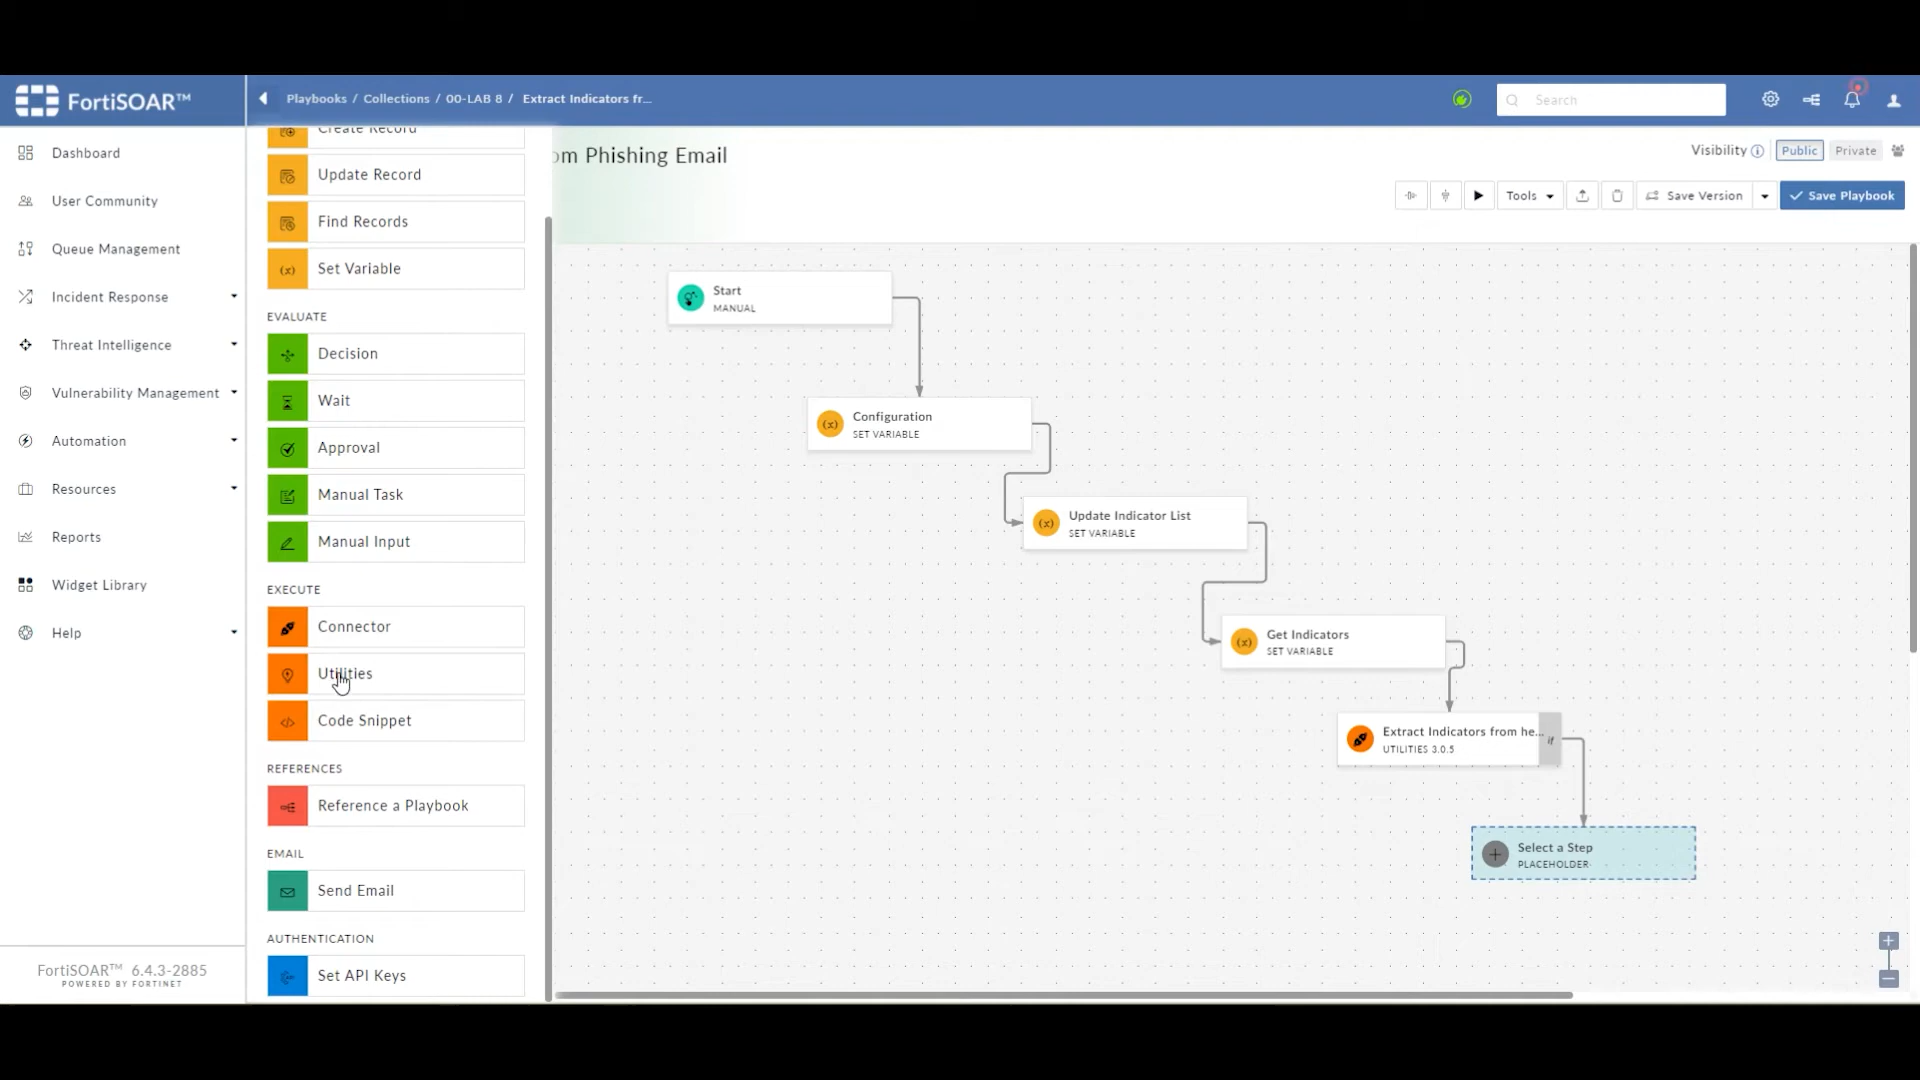 FortiSOAR™
Playbooks / Collections / 00-LAB 8 / Extract Indicators fr...
Search
Dashboard
User Community
Queue Management
Incident Response
Threat Intelligence
Vulnerability Management
Automation
Resources
Reports
Widget Library
Help
FortiSOAR™ 6.4.3-2885
POWERED BY FORTINET
Create Record
Update Record
Find Records
(x) Set Variable
EVALUATE
Decision
Wait
Approval
Manual Task
Manual Input
EXECUTE
Connector
Utilities
</> Code Snippet
REFERENCES
Reference a Playbook
EMAIL
Send Email
AUTHENTICATION
Set API Keys
om Phishing Email
Visibility Public Private
Tools Save Version Save Playbook
Start
MANUAL
(x) Configuration
SET VARIABLE
(x) Update Indicator List
SET VARIABLE
(x) Get Indicators
SET VARIABLE
Extract Indicators from he... if
UTILITIES 3.0.5
Select a Step
PLACEHOLDER